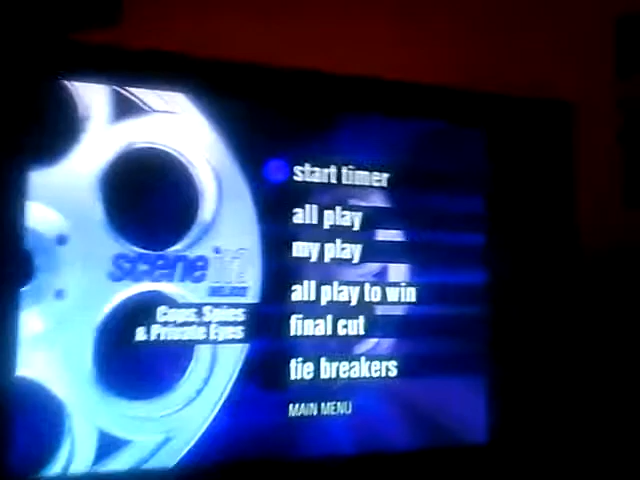 scene it?
Cops, Spies
& Private Eyes
start timer
all play
my play
all play to win
final cut
tie breakers
MAIN MENU